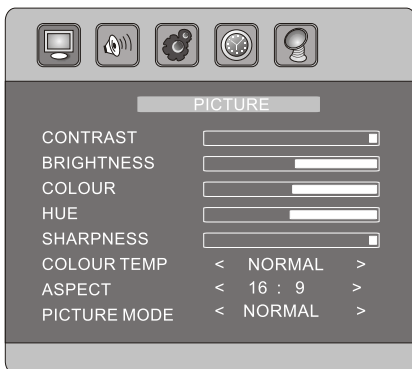 PICTURE
CONTRAST
BRIGHTNESS
COLOUR
HUE
SHARPNESS
COLOUR TEMP < NORMAL >
ASPECT < 16 : 9 >
PICTURE MODE < NORMAL >